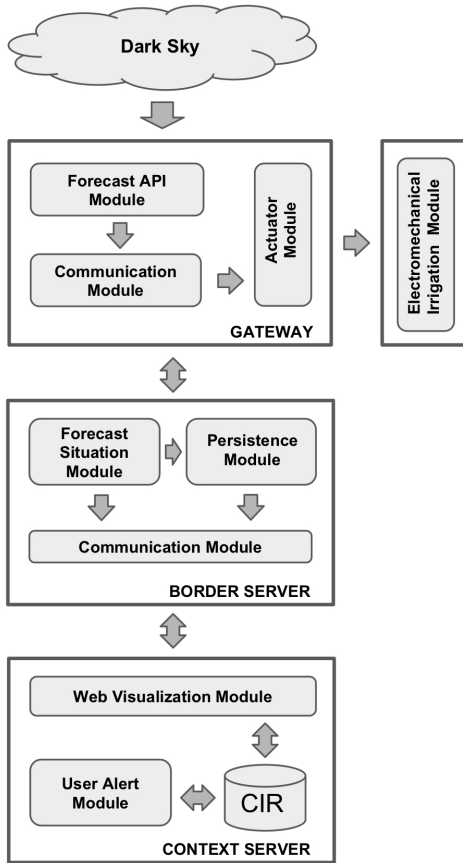 Dark Sky
Forecast API
Module
Communication
Module
Actuator
Module
GATEWAY
Electromechanical
Irrigation Module
Forecast
Situation
Module
Persistence
Module
Communication Module
BORDER SERVER
Web Visualization Module
User Alert
Module
CIR
CONTEXT SERVER